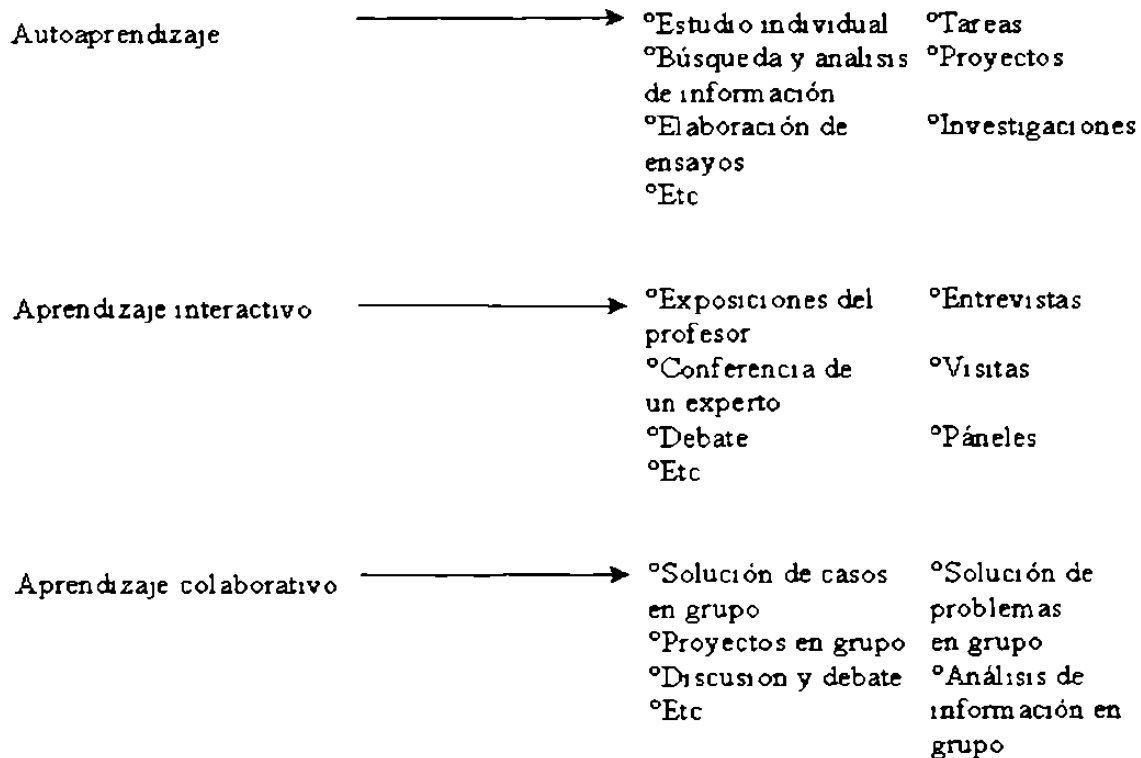 Autoaprendizaje
°Estudio individual °Tareas
°Búsqueda y analisis °Proyectos
de información
°Elaboración de °Investigaciones
ensayos
°Etc
Aprendizaje interactivo
°Exposiciones del °Entrevistas
profesor
°Conferencia de °Visitas
un experto
°Debate °Páneles
°Etc
Aprendizaje colaborativo
°Solución de casos °Solución de
en grupo problemas
°Proyectos en grupo en grupo
°Discusion y debate °Análisis de
°Etc información en
grupo